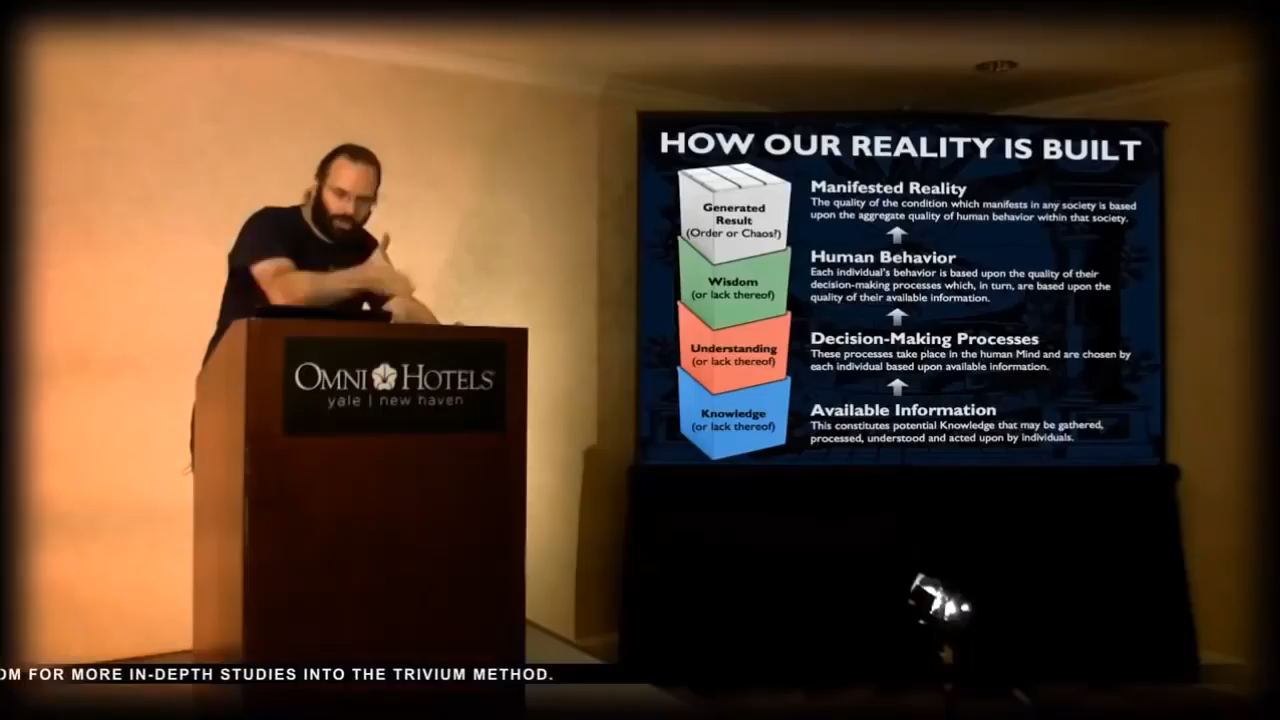 HOW OUR REALITY IS BUILT
Generated
Result
(Order or Chaos?)
Manifested Reality
The quality of the condition which manifests in any society is based
upon the aggregate quality of human behavior within that society.
Wisdom
(or lack thereof)
Human Behavior
Each individual's behavior is based upon the quality of their
decision-making processes which, in turn, are based upon the
quality of their available information.
Understanding
(or lack thereof)
Decision-Making Processes
These processes take place in the human Mind and are chosen by
each individual based upon available information.
Knowledge
(or lack thereof)
Available Information
This constitutes potential Knowledge that may be gathered,
processed, understood and acted upon by individuals.
OMNI HOTELS
yale | new haven
FOR MORE IN-DEPTH STUDIES INTO THE TRIVIUM METHOD.